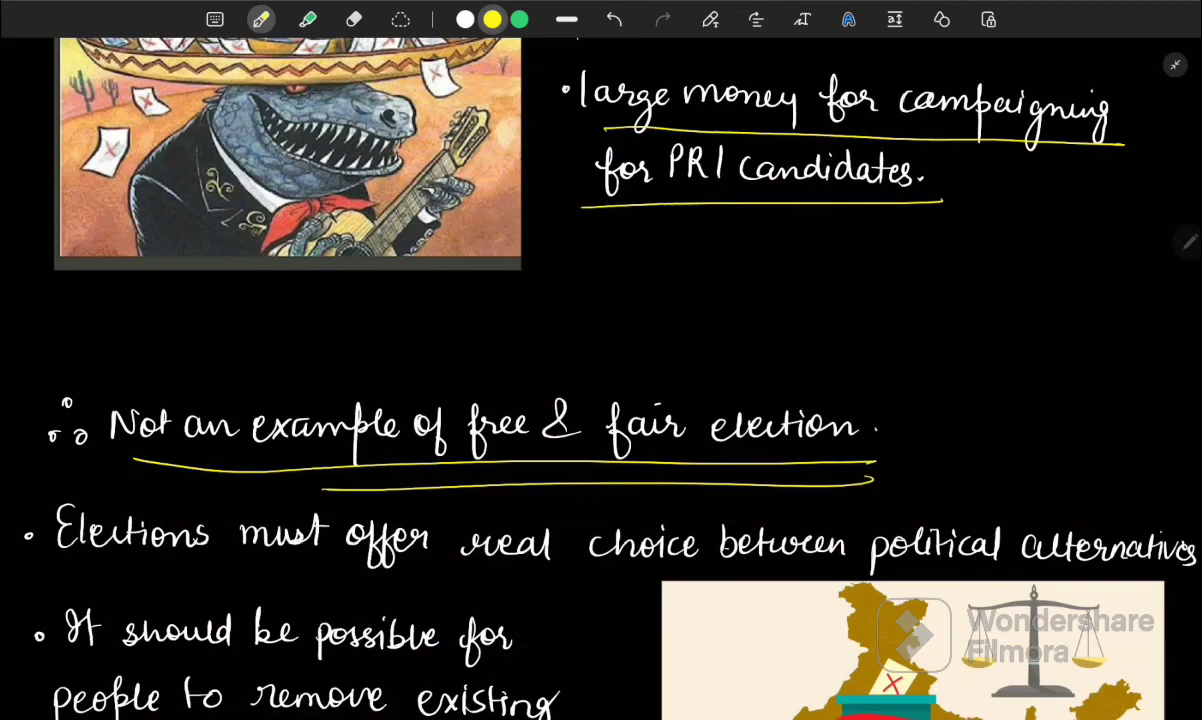 • large money for campaigning
for PRI candidates.
∴ Not an example of free & fair election.
• Elections must offer real choice between political alternatives
• It should be possible for
people to remove existing
Wondershare
Filmora